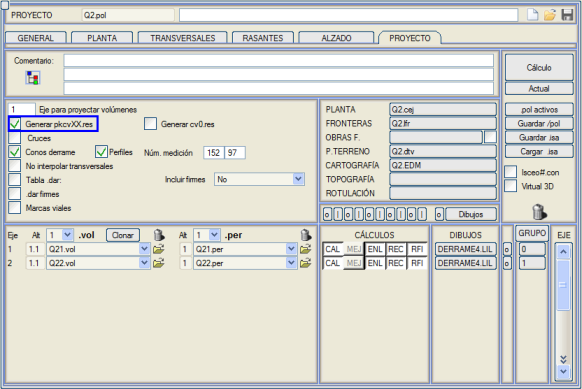 PROYECTO Q2.pol
GENERAL PLANTA TRANSVERSALES RASANTES ALZADO PROYECTO
Comentario:
Cálculo
Actual
1 Eje para proyectar volúmenes
Generar pkcvXX.res Generar cv0.res
Cruces
Conos derrame Perfiles Núm. medición 152 97
No interpolar transversales
Tabla .dar: Incluir firmes No
.dar firmes
Marcas viales
PLANTA Q2.cej
FRONTERAS Q2.lfr
OBRAS F.
P.TERRENO Q2.dtv
CARTOGRAFÍA Q2.EDM
TOPOGRAFÍA
ROTULACIÓN
o l o l o l o l o Dibujos
.pol activos
Guardar /pol
Guardar .isa
Cargar .isa
Isceo#.con
Virtual 3D
Eje Alt 1 .vol Clonar Alt 1 .per CÁLCULOS DIBUJOS GRUPO EJE
1 1.1 Q21.vol 1.1 Q21.per CAL MEJ ENL REC RFI DERRAME4.LIL o 0
2 1.1 Q22.vol 1.1 Q22.per CAL MEJ ENL REC RFI DERRAME4.LIL o 1